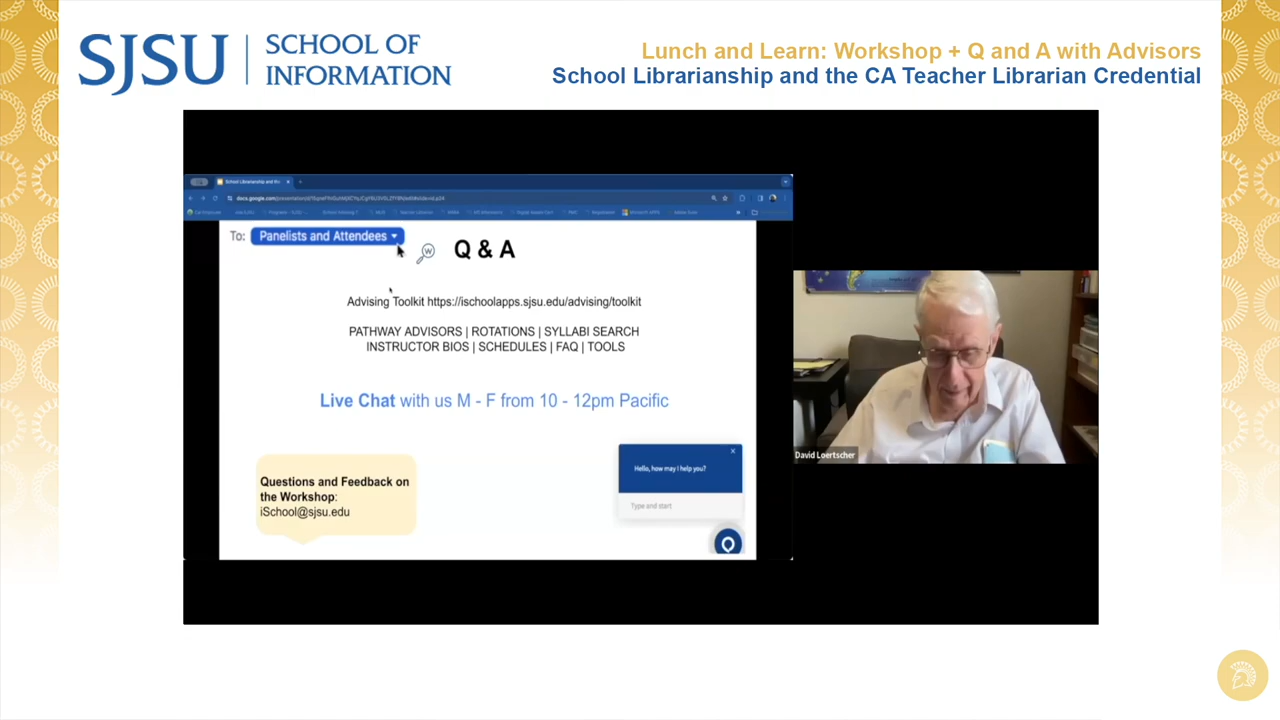 SJSU
SCHOOL OF
INFORMATION
Lunch and Learn: Workshop + Q and A with Advisors
School Librarianship and the CA Teacher Librarian Credential
To: Panelists and Attendees
W
Q & A
Advising Toolkit https://ischoolapps.sjsu.edu/advising/toolkit
PATHWAY ADVISORS | ROTATIONS | SYLLABI SEARCH
INSTRUCTOR BIOS | SCHEDULES | FAQ | TOOLS
Live Chat with us M - F from 10 - 12pm Pacific
Questions and Feedback on
the Workshop:
iSchool@sjsu.edu
Hello, how may I help you?
Type and start
David Loertscher